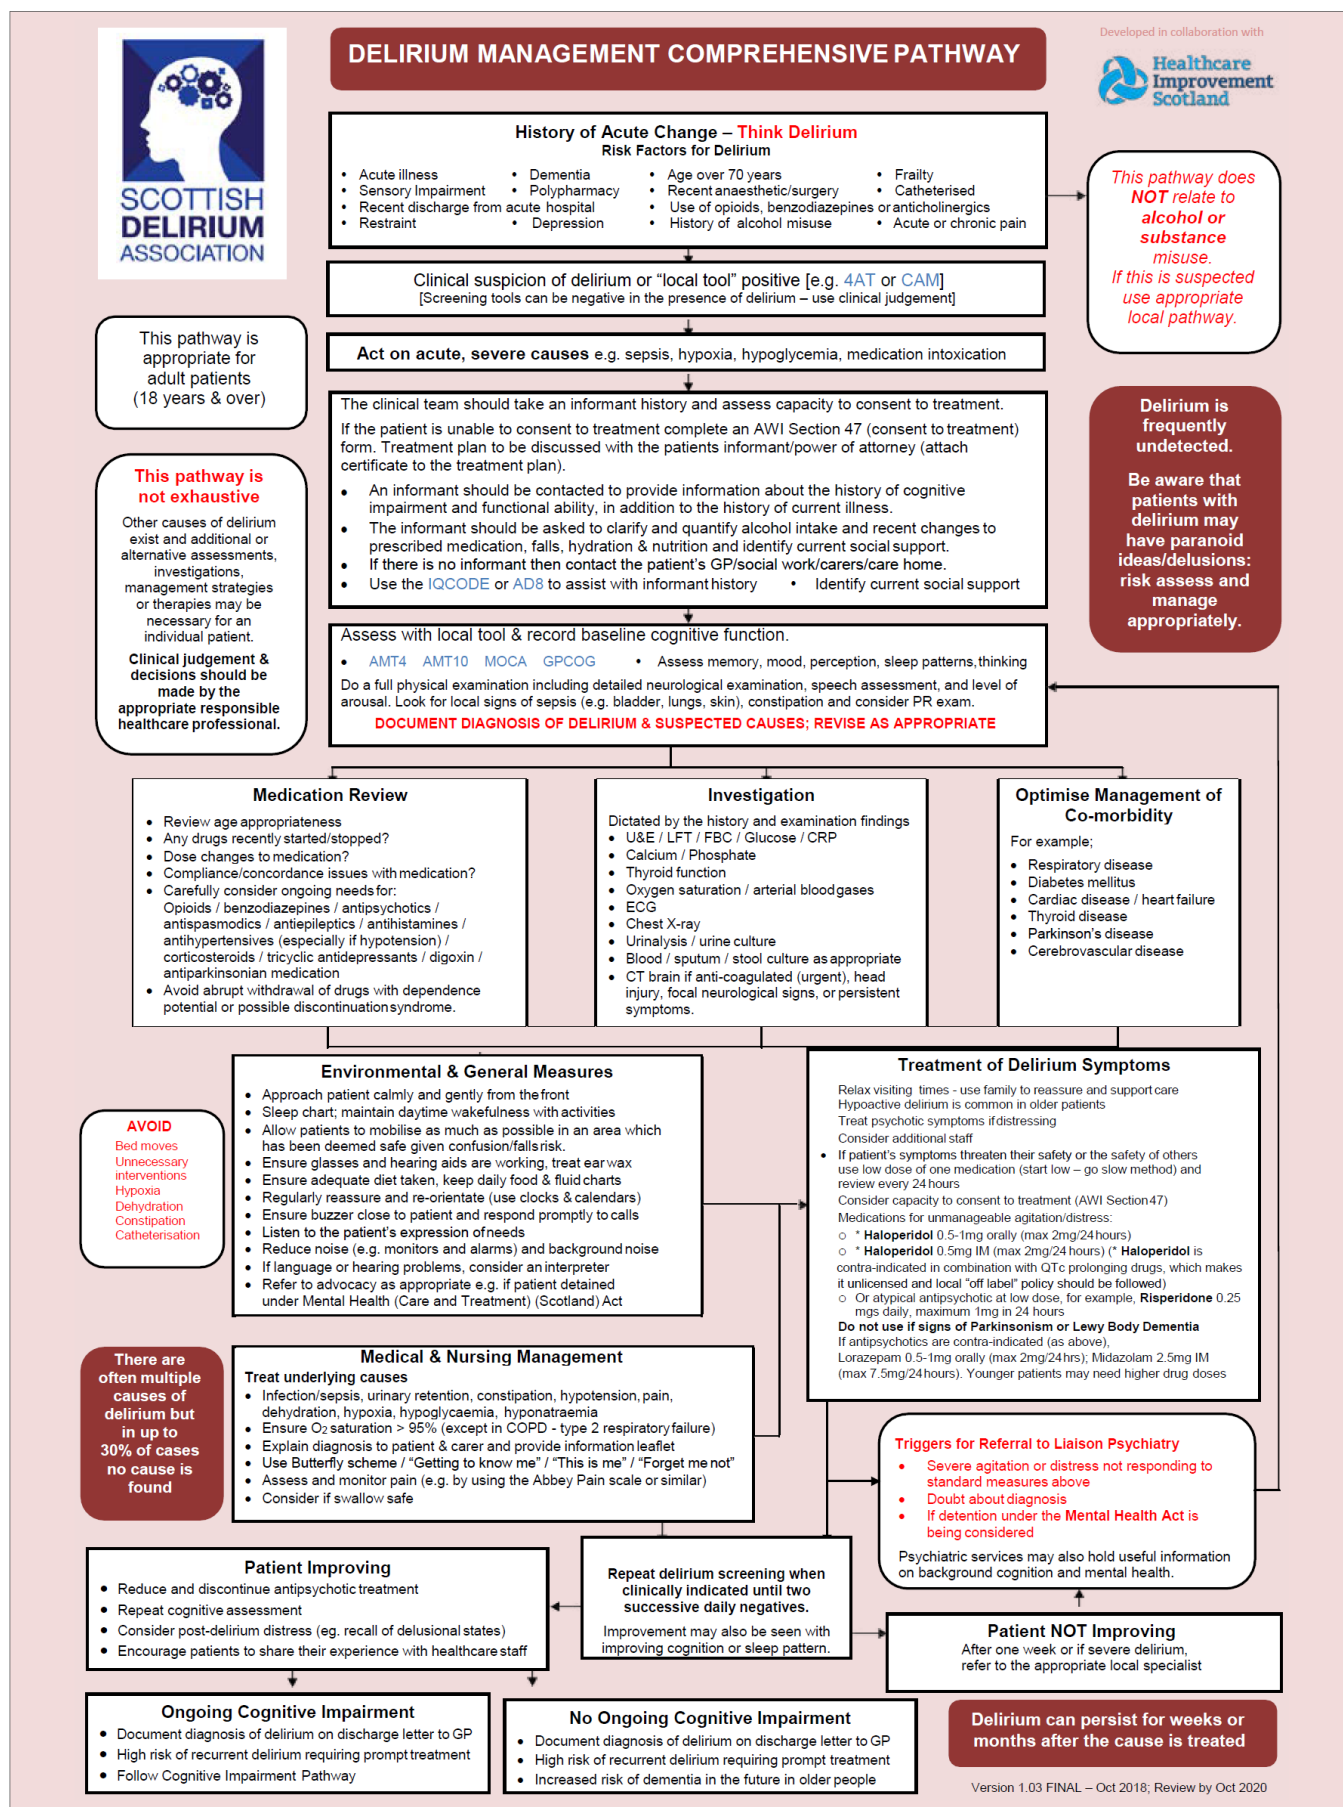 DELIRIUM MANAGEMENT COMPREHENSIVE PATHWAY
Developed in collaboration with
Healthcare
Improvement
Scotland
SCOTTISH
DELIRIUM
ASSOCIATION
History of Acute Change – Think Delirium
Risk Factors for Delirium
• Acute illness • Dementia • Age over 70 years • Frailty
• Sensory Impairment • Polypharmacy • Recent anaesthetic/surgery • Catheterised
• Recent discharge from acute hospital • Use of opioids, benzodiazepines or anticholinergics
• Restraint • Depression • History of alcohol misuse • Acute or chronic pain
This pathway does
NOT relate to
alcohol or
substance
misuse.
If this is suspected
use appropriate
local pathway.
Clinical suspicion of delirium or “local tool” positive [e.g. 4AT or CAM]
[Screening tools can be negative in the presence of delirium – use clinical judgement]
Act on acute, severe causes e.g. sepsis, hypoxia, hypoglycemia, medication intoxication
This pathway is
appropriate for
adult patients
(18 years & over)
The clinical team should take an informant history and assess capacity to consent to treatment.
If the patient is unable to consent to treatment complete an AWI Section 47 (consent to treatment)
form. Treatment plan to be discussed with the patients informant/power of attorney (attach
certificate to the treatment plan).
• An informant should be contacted to provide information about the history of cognitive
impairment and functional ability, in addition to the history of current illness.
• The informant should be asked to clarify and quantify alcohol intake and recent changes to
prescribed medication, falls, hydration & nutrition and identify current social support.
• If there is no informant then contact the patient’s GP/social work/carers/care home.
• Use the IQCODE or AD8 to assist with informant history • Identify current social support
Delirium is
frequently
undetected.
Be aware that
patients with
delirium may
have paranoid
ideas/delusions:
risk assess and
manage
appropriately.
This pathway is
not exhaustive
Other causes of delirium
exist and additional or
alternative assessments,
investigations,
management strategies
or therapies may be
necessary for an
individual patient.
Clinical judgement &
decisions should be
made by the
appropriate responsible
healthcare professional.
Assess with local tool & record baseline cognitive function.
• AMT4 AMT10 MOCA GPCOG • Assess memory, mood, perception, sleep patterns, thinking
Do a full physical examination including detailed neurological examination, speech assessment, and level of
arousal. Look for local signs of sepsis (e.g. bladder, lungs, skin), constipation and consider PR exam.
DOCUMENT DIAGNOSIS OF DELIRIUM & SUSPECTED CAUSES; REVISE AS APPROPRIATE
Medication Review
• Review age appropriateness
• Any drugs recently started/stopped?
• Dose changes to medication?
• Compliance/concordance issues with medication?
• Carefully consider ongoing needs for:
Opioids / benzodiazepines / antipsychotics /
antispasmodics / antiepileptics / antihistamines /
antihypertensives (especially if hypotension) /
corticosteroids / tricyclic antidepressants / digoxin /
antiparkinsonian medication
• Avoid abrupt withdrawal of drugs with dependence
potential or possible discontinuation syndrome.
Investigation
Dictated by the history and examination findings
• U&E / LFT / FBC / Glucose / CRP
• Calcium / Phosphate
• Thyroid function
• Oxygen saturation / arterial blood gases
• ECG
• Chest X-ray
• Urinalysis / urine culture
• Blood / sputum / stool culture as appropriate
• CT brain if anti-coagulated (urgent), head
injury, focal neurological signs, or persistent
symptoms.
Optimise Management of
Co-morbidity
For example;
• Respiratory disease
• Diabetes mellitus
• Cardiac disease / heart failure
• Thyroid disease
• Parkinson’s disease
• Cerebrovascular disease
AVOID
Bed moves
Unnecessary
interventions
Hypoxia
Dehydration
Constipation
Catheterisation
Environmental & General Measures
• Approach patient calmly and gently from the front
• Sleep chart; maintain daytime wakefulness with activities
• Allow patients to mobilise as much as possible in an area which
has been deemed safe given confusion/falls risk.
• Ensure glasses and hearing aids are working, treat ear wax
• Ensure adequate diet taken, keep daily food & fluid charts
• Regularly reassure and re-orientate (use clocks & calendars)
• Ensure buzzer close to patient and respond promptly to calls
• Listen to the patient’s expression of needs
• Reduce noise (e.g. monitors and alarms) and background noise
• If language or hearing problems, consider an interpreter
• Refer to advocacy as appropriate e.g. if patient detained
under Mental Health (Care and Treatment) (Scotland) Act
Treatment of Delirium Symptoms
Relax visiting times - use family to reassure and support care
Hypoactive delirium is common in older patients
Treat psychotic symptoms if distressing
Consider additional staff
• If patient’s symptoms threaten their safety or the safety of others
use low dose of one medication (start low – go slow method) and
review every 24 hours
Consider capacity to consent to treatment (AWI Section 47)
Medications for unmanageable agitation/distress:
○ * Haloperidol 0.5-1mg orally (max 2mg/24 hours)
○ * Haloperidol 0.5mg IM (max 2mg/24 hours) (* Haloperidol is
contra-indicated in combination with QTc prolonging drugs, which makes
it unlicensed and local “off label” policy should be followed)
○ Or atypical antipsychotic at low dose, for example, Risperidone 0.25
mgs daily, maximum 1mg in 24 hours
Do not use if signs of Parkinsonism or Lewy Body Dementia
If antipsychotics are contra-indicated (as above),
Lorazepam 0.5-1mg orally (max 2mg/24hrs); Midazolam 2.5mg IM
(max 7.5mg/24hours). Younger patients may need higher drug doses
There are
often multiple
causes of
delirium but
in up to
30% of cases
no cause is
found
Medical & Nursing Management
Treat underlying causes
• Infection/sepsis, urinary retention, constipation, hypotension, pain,
dehydration, hypoxia, hypoglycaemia, hyponatraemia
• Ensure O2 saturation > 95% (except in COPD - type 2 respiratory failure)
• Explain diagnosis to patient & carer and provide information leaflet
• Use Butterfly scheme / “Getting to know me” / “This is me” / “Forget me not”
• Assess and monitor pain (e.g. by using the Abbey Pain scale or similar)
• Consider if swallow safe
Triggers for Referral to Liaison Psychiatry
• Severe agitation or distress not responding to
standard measures above
• Doubt about diagnosis
• If detention under the Mental Health Act is
being considered
Psychiatric services may also hold useful information
on background cognition and mental health.
Patient Improving
• Reduce and discontinue antipsychotic treatment
• Repeat cognitive assessment
• Consider post-delirium distress (eg. recall of delusional states)
• Encourage patients to share their experience with healthcare staff
Repeat delirium screening when
clinically indicated until two
successive daily negatives.
Improvement may also be seen with
improving cognition or sleep pattern.
Patient NOT Improving
After one week or if severe delirium,
refer to the appropriate local specialist
Ongoing Cognitive Impairment
• Document diagnosis of delirium on discharge letter to GP
• High risk of recurrent delirium requiring prompt treatment
• Follow Cognitive Impairment Pathway
No Ongoing Cognitive Impairment
• Document diagnosis of delirium on discharge letter to GP
• High risk of recurrent delirium requiring prompt treatment
• Increased risk of dementia in the future in older people
Delirium can persist for weeks or
months after the cause is treated
Version 1.03 FINAL – Oct 2018; Review by Oct 2020